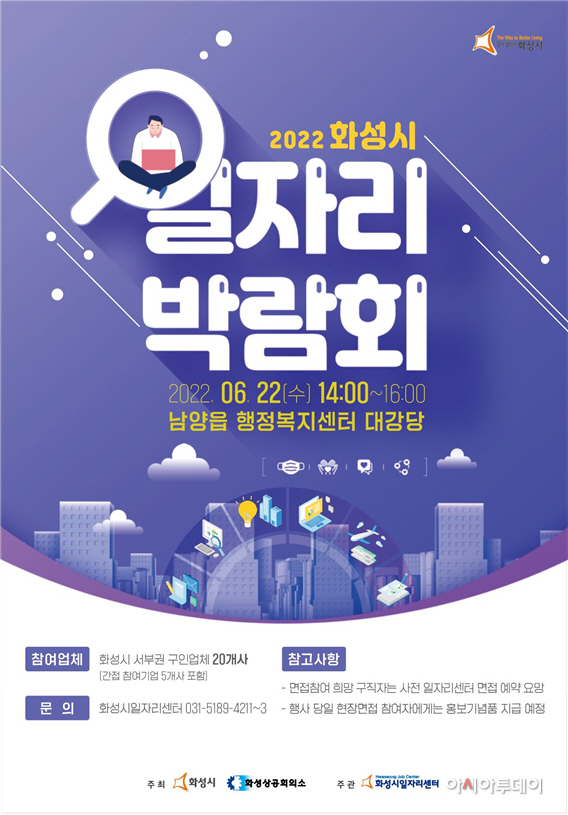 The Way to Better Living
화성시
2022 화성시
일자리
박람회
2022. 06. 22(수) 14:00~16:00
남양읍 행정복지센터 대강당
참여업체
화성시 서부권 구인업체 20개사
(간접 참여기업 5개사 포함)
문 의
화성시일자리센터 031-5189-4211~3
참고사항
- 면접참여 희망 구직자는 사전 일자리센터 면접 예약 요망
- 행사 당일 현장면접 참여자에게는 홍보기념품 지급 예정
주최 화성시 화성상공회의소
주관 Hwaseong Job Center 화성시일자리센터
아시아투데이